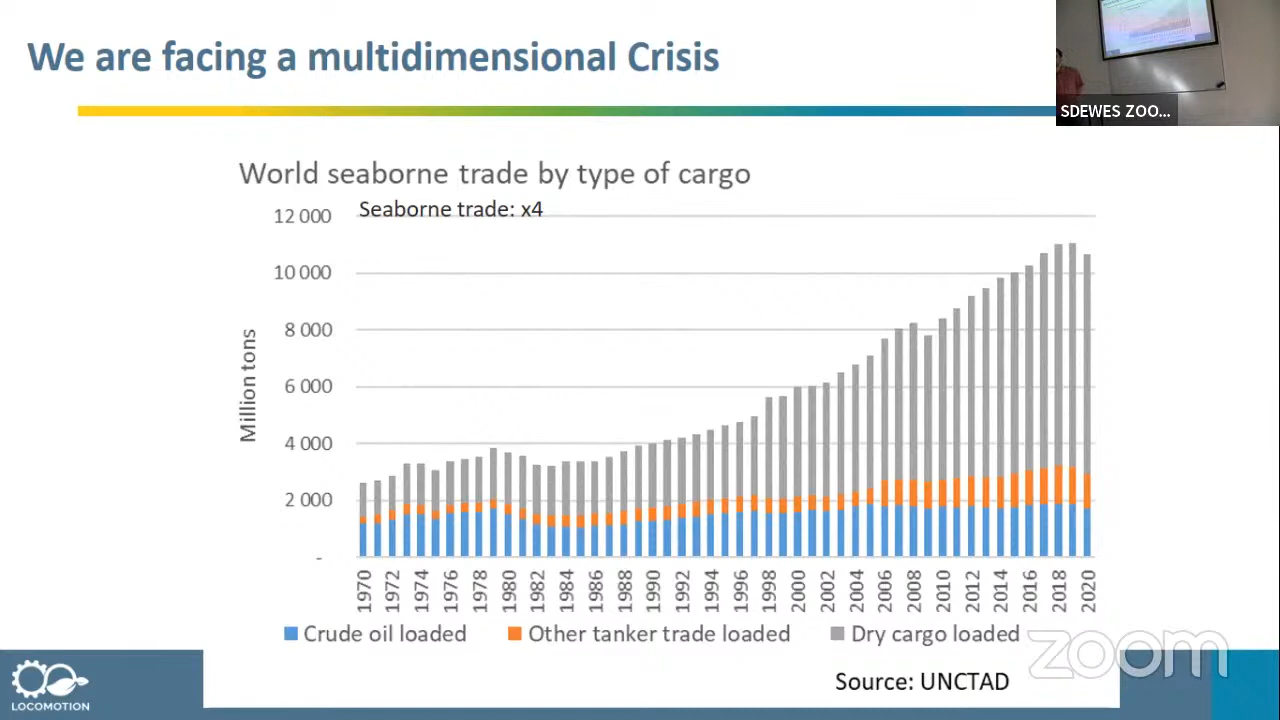 We are facing a multidimensional Crisis
SDEWES ZOO...
World seaborne trade by type of cargo
Seaborne trade: x4
12 000
10 000
8 000
6 000
4 000
2 000
-
Million tons
1970 1972 1974 1976 1978 1980 1982 1984 1986 1988 1990 1992 1994 1996 1998 2000 2002 2004 2006 2008 2010 2012 2014 2016 2018 2020
Crude oil loaded Other tanker trade loaded Dry cargo loaded
zoom
Source: UNCTAD
LOCOMOTION